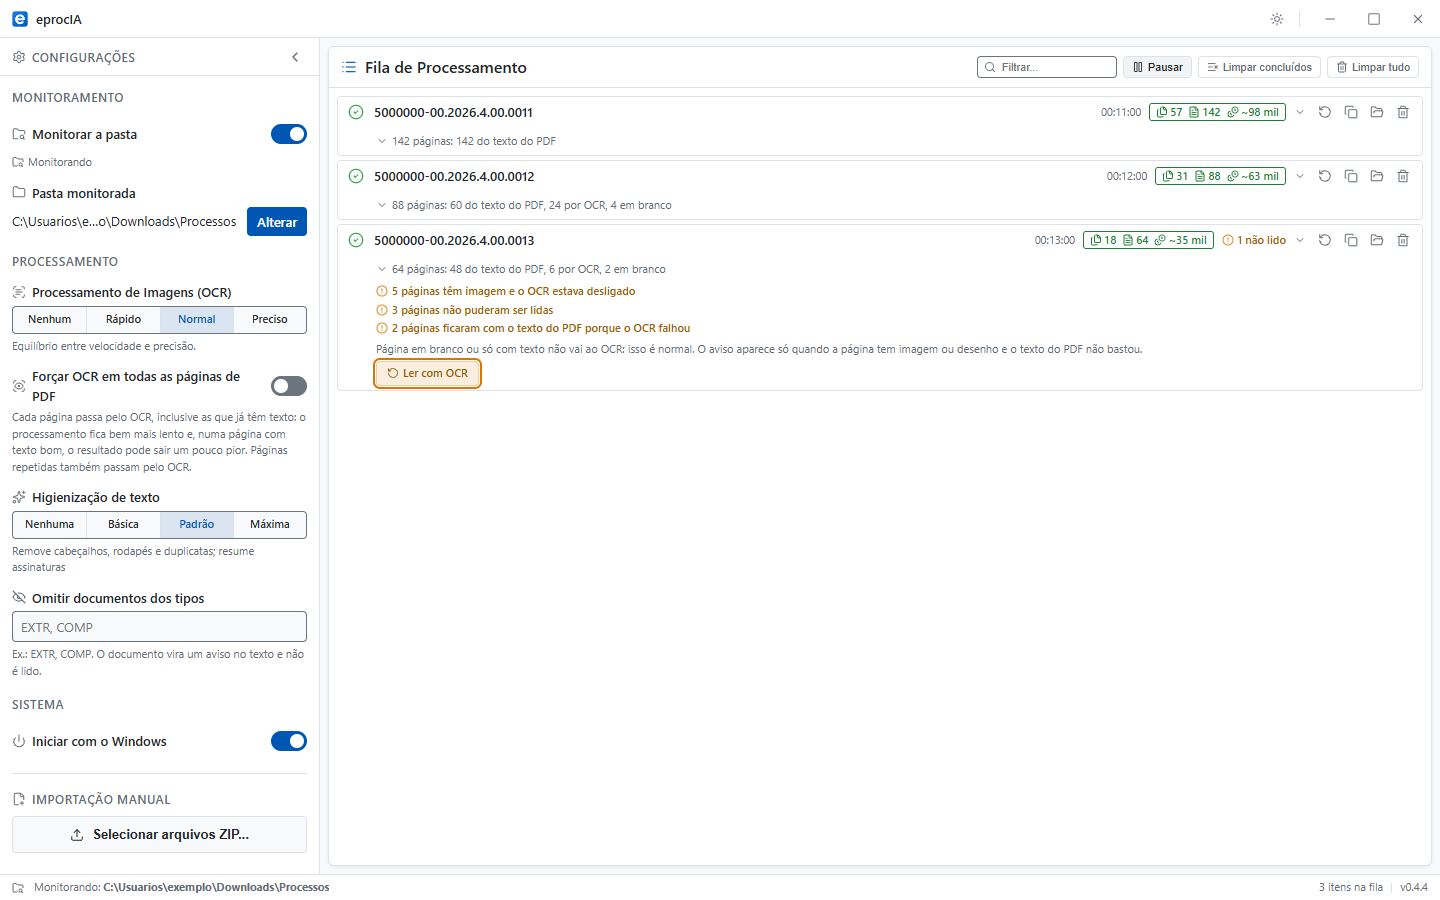 eprocIA
CONFIGURAÇÕES
MONITORAMENTO
Monitorar a pasta
Monitorando
Pasta monitorada
C:\Usuarios\e...o\Downloads\Processos
Alterar
PROCESSAMENTO
Processamento de Imagens (OCR)
Nenhum Rápido Normal Preciso
Equilíbrio entre velocidade e precisão.
Forçar OCR em todas as páginas de
PDF
Cada página passa pelo OCR, inclusive as que já têm texto: o
processamento fica bem mais lento e, numa página com
texto bom, o resultado pode sair um pouco pior. Páginas
repetidas também passam pelo OCR.
Higienização de texto
Nenhuma Básica Padrão Máxima
Remove cabeçalhos, rodapés e duplicatas; resume
assinaturas
Omitir documentos dos tipos
EXTR, COMP
Ex.: EXTR, COMP. O documento vira um aviso no texto e não
é lido.
SISTEMA
Iniciar com o Windows
IMPORTAÇÃO MANUAL
Selecionar arquivos ZIP...
Fila de Processamento
Filtrar... Pausar Limpar concluídos Limpar tudo
5000000-00.2026.4.00.0011 00:11:00 57 142 ~98 mil
142 páginas: 142 do texto do PDF
5000000-00.2026.4.00.0012 00:12:00 31 88 ~63 mil
88 páginas: 60 do texto do PDF, 24 por OCR, 4 em branco
5000000-00.2026.4.00.0013 00:13:00 18 64 ~35 mil 1 não lido
64 páginas: 48 do texto do PDF, 6 por OCR, 2 em branco
5 páginas têm imagem e o OCR estava desligado
3 páginas não puderam ser lidas
2 páginas ficaram com o texto do PDF porque o OCR falhou
Página em branco ou só com texto não vai ao OCR: isso é normal. O aviso aparece só quando a página tem imagem ou desenho e o texto do PDF não bastou.
Ler com OCR
Monitorando: C:\Usuarios\exemplo\Downloads\Processos
3 itens na fila v0.4.4